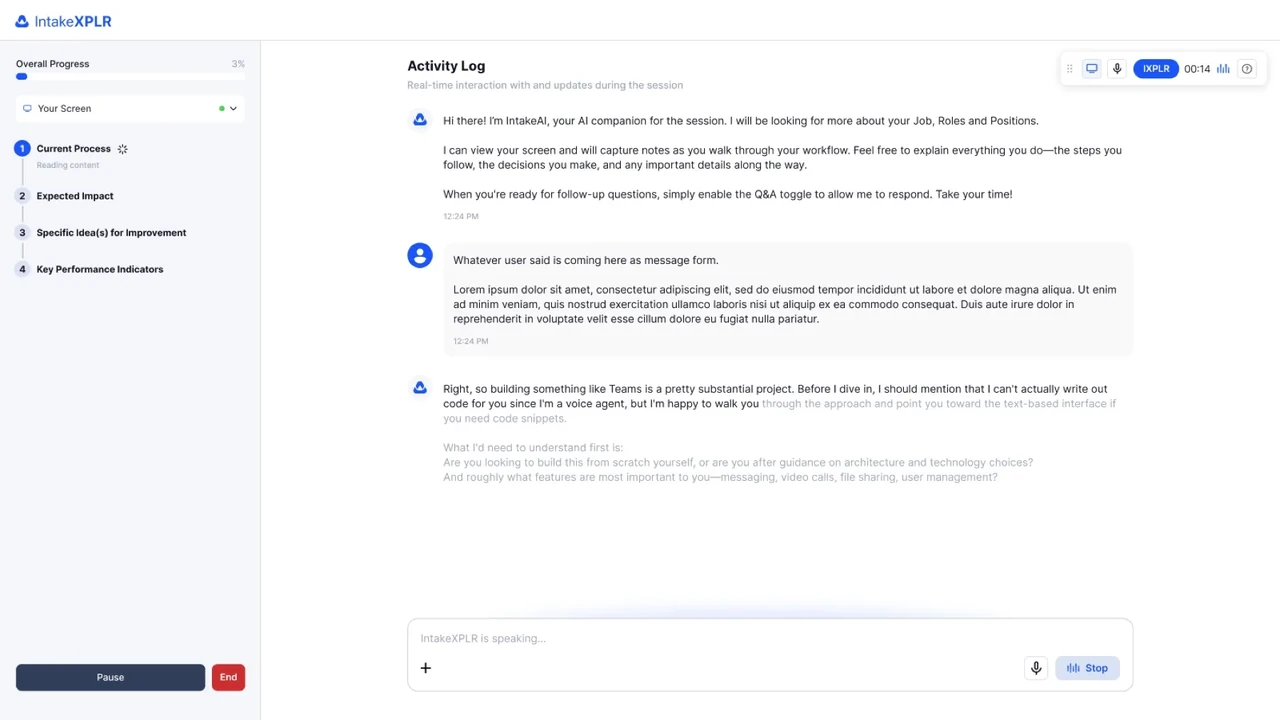 IntakeXPLR
Overall Progress 3%
Your Screen
1 Current Process
Reading content
2 Expected Impact
3 Specific Idea(s) for Improvement
4 Key Performance Indicators
Pause End
Activity Log
Real-time interaction with and updates during the session
IXPLR 00:14
Hi there! I'm IntakeAI, your AI companion for the session. I will be looking for more about your Job, Roles and Positions.
I can view your screen and will capture notes as you walk through your workflow. Feel free to explain everything you do—the steps you
follow, the decisions you make, and any important details along the way.
When you're ready for follow-up questions, simply enable the Q&A toggle to allow me to respond. Take your time!
12:24 PM
Whatever user said is coming here as message form.
Lorem ipsum dolor sit amet, consectetur adipiscing elit, sed do eiusmod tempor incididunt ut labore et dolore magna aliqua. Ut enim
ad minim veniam, quis nostrud exercitation ullamco laboris nisi ut aliquip ex ea commodo consequat. Duis aute irure dolor in
reprehenderit in voluptate velit esse cillum dolore eu fugiat nulla pariatur.
12:24 PM
Right, so building something like Teams is a pretty substantial project. Before I dive in, I should mention that I can't actually write out
code for you since I'm a voice agent, but I'm happy to walk you through the approach and point you toward the text-based interface if
you need code snippets.
What I'd need to understand first is:
Are you looking to build this from scratch yourself, or are you after guidance on architecture and technology choices?
And roughly what features are most important to you—messaging, video calls, file sharing, user management?
IntakeXPLR is speaking...
Stop